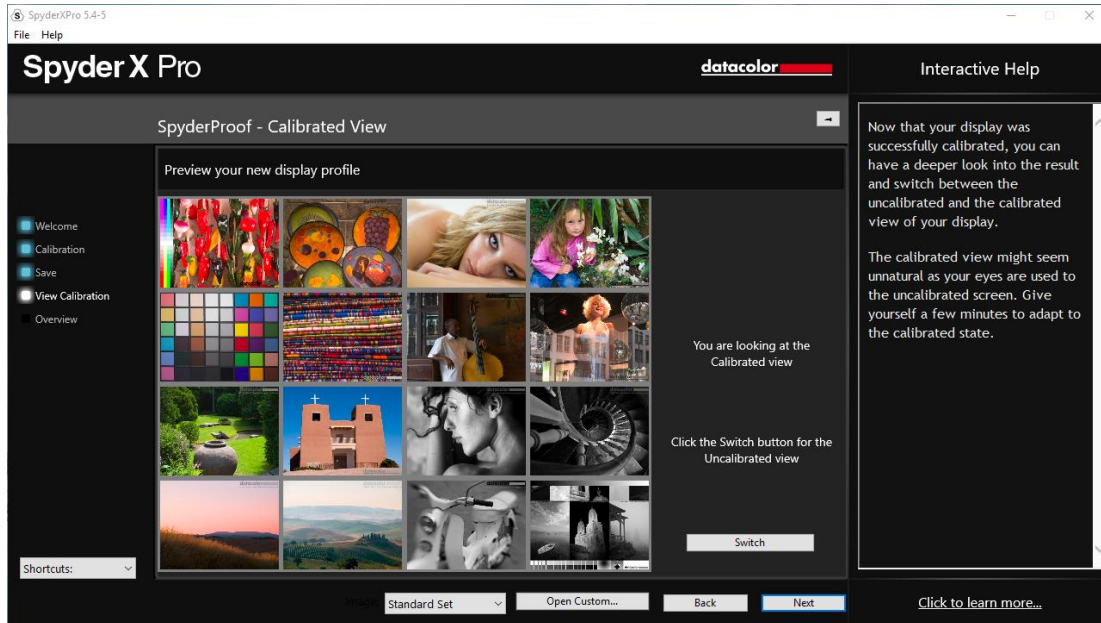 SpyderXPro 5.4-5
File Help
Spyder X Pro
datacolor
Interactive Help
SpyderProof - Calibrated View
Preview your new display profile
Welcome
Calibration
Save
View Calibration
Overview
You are looking at the
Calibrated view
Click the Switch button for the
Uncalibrated view
Switch
Now that your display was
successfully calibrated, you can
have a deeper look into the result
and switch between the
uncalibrated and the calibrated
view of your display.
The calibrated view might seem
unnatural as your eyes are used to
the uncalibrated screen. Give
yourself a few minutes to adapt to
the calibrated state.
Shortcuts:
Standard Set
Open Custom...
Back
Next
Click to learn more...